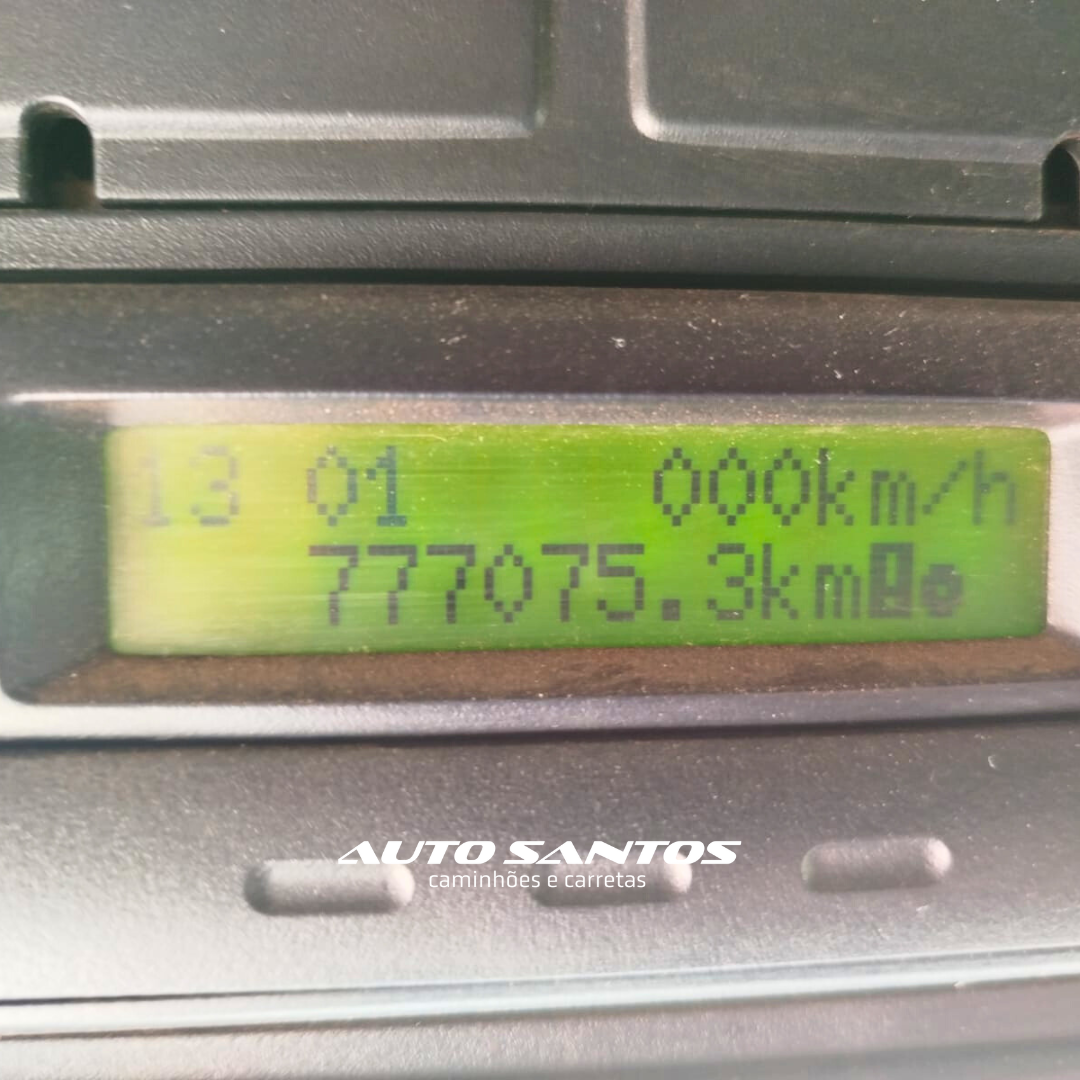 13 01 000km/h
777075.3km
AUTO SANTOS
caminhões e carretas